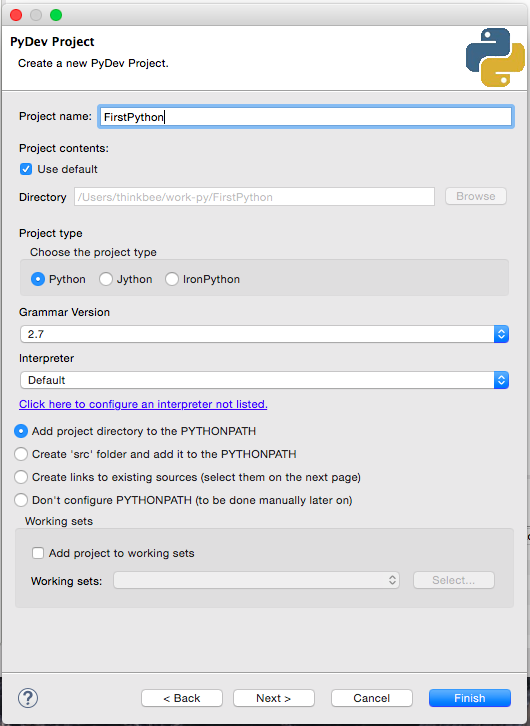 PyDev Project
Create a new PyDev Project.
Project name: FirstPython
Project contents:
Use default
Directory /Users/thinkbee/work-py/FirstPython Browse
Project type
Choose the project type
Python Jython IronPython
Grammar Version
2.7
Interpreter
Default
Click here to configure an interpreter not listed.
Add project directory to the PYTHONPATH
Create 'src' folder and add it to the PYTHONPATH
Create links to existing sources (select them on the next page)
Don't configure PYTHONPATH (to be done manually later on)
Working sets
Add project to working sets
Working sets: Select...
? < Back Next > Cancel Finish